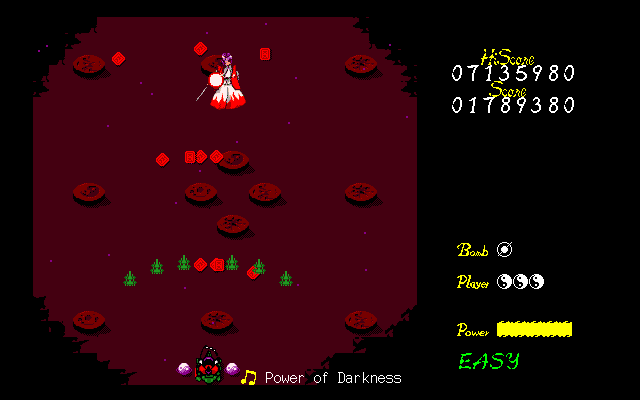 HiScore
07135980
Score
01789380
Bomb
Player
Power
EASY
♫ Power of Darkness